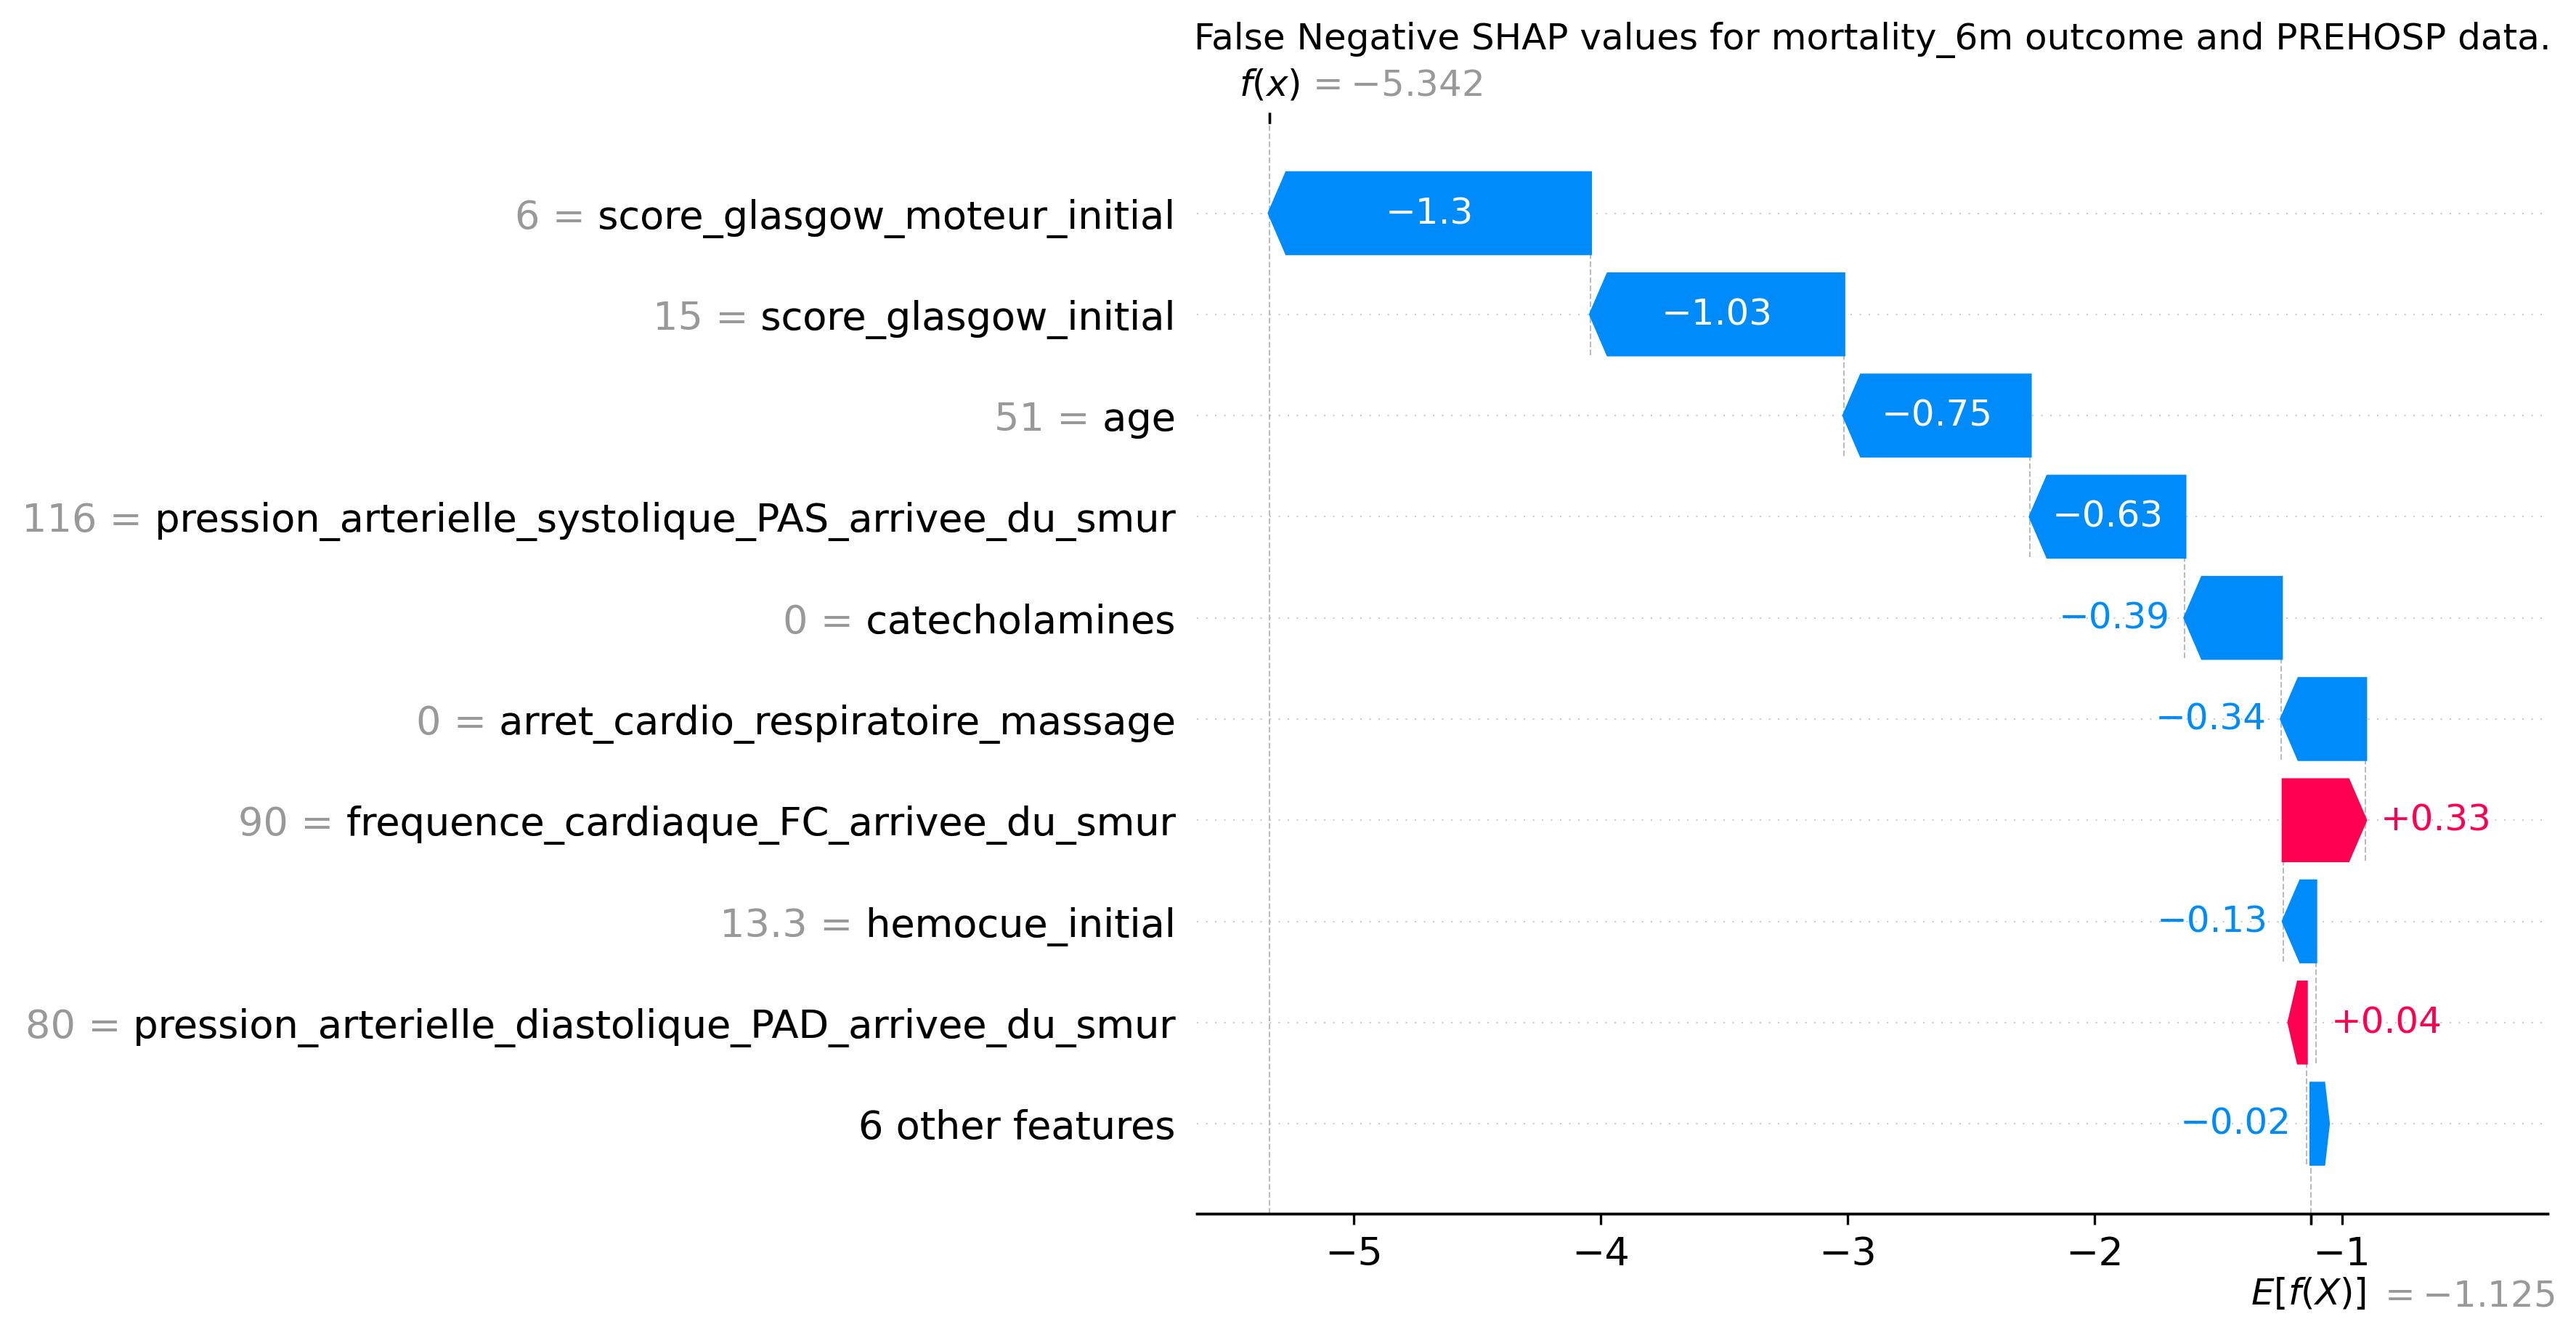 False Negative SHAP values for mortality_6m outcome and PREHOSP data.
f(x) = −5.342
6 = score_glasgow_moteur_initial −1.3
15 = score_glasgow_initial −1.03
51 = age −0.75
116 = pression_arterielle_systolique_PAS_arrivee_du_smur −0.63
0 = catecholamines −0.39
0 = arret_cardio_respiratoire_massage −0.34
90 = frequence_cardiaque_FC_arrivee_du_smur +0.33
13.3 = hemocue_initial −0.13
80 = pression_arterielle_diastolique_PAD_arrivee_du_smur +0.04
6 other features −0.02
−5 −4 −3 −2 −1
E[f(X)] = −1.125